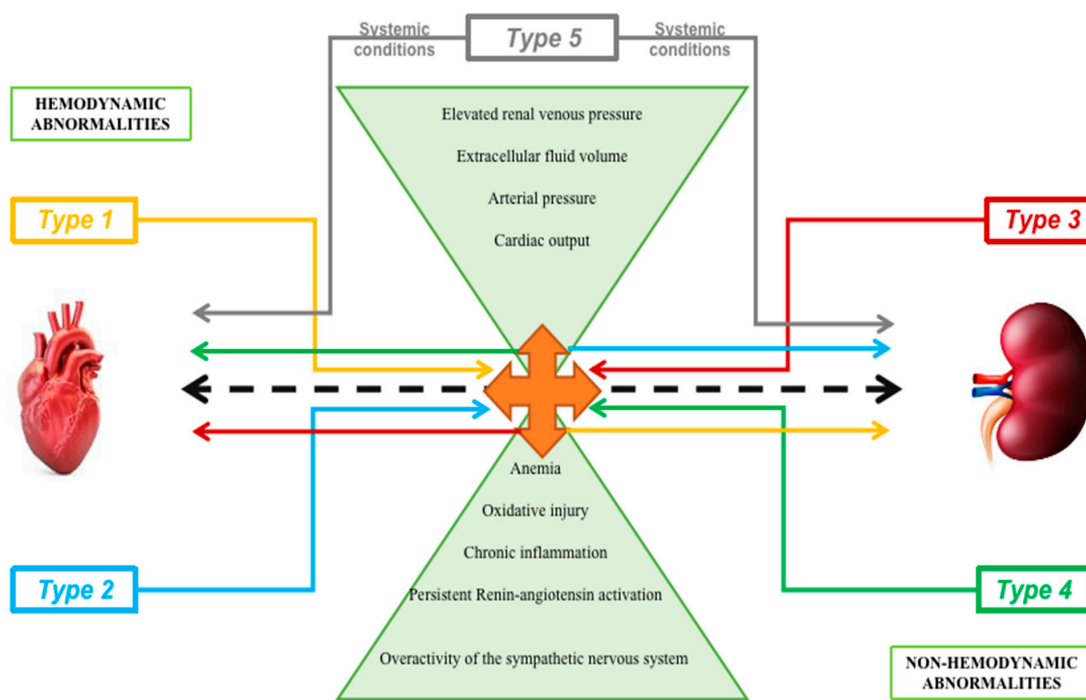 Systemic
conditions
Type 5
Systemic
conditions
HEMODYNAMIC
ABNORMALITIES
Elevated renal venous pressure
Extracellular fluid volume
Arterial pressure
Cardiac output
Type 1
Type 3
Anemia
Oxidative injury
Chronic inflammation
Persistent Renin-angiotensin activation
Overactivity of the sympathetic nervous system
Type 2
Type 4
NON-HEMODYNAMIC
ABNORMALITIES